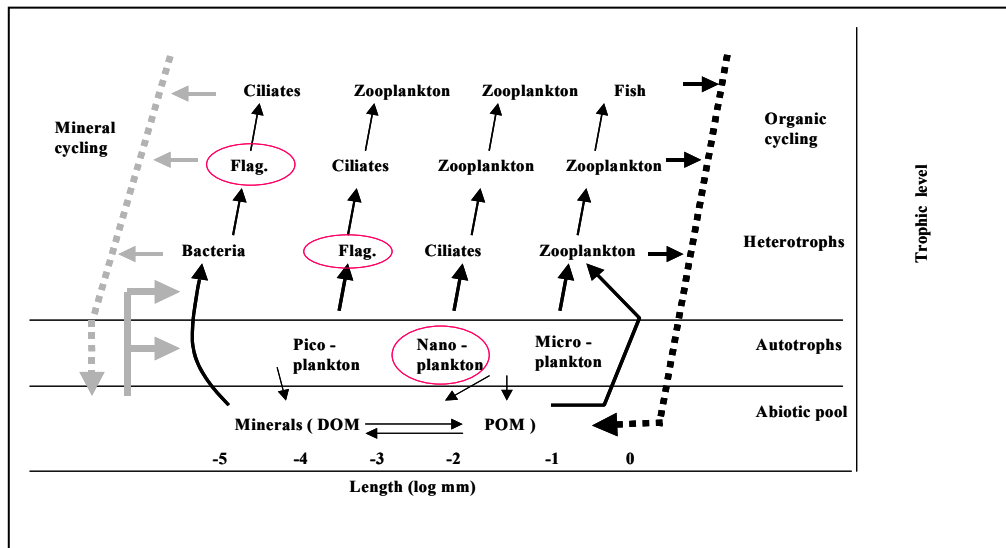 Ciliates Zooplankton Zooplankton Fish
Mineral
cycling
Organic
cycling
Flag. Ciliates Zooplankton Zooplankton
Bacteria Flag. Ciliates Zooplankton Heterotrophs
Trophic level
Pico -
plankton
Nano -
plankton
Micro -
plankton
Autotrophs
Abiotic pool
Minerals ( DOM POM )
-5 -4 -3 -2 -1 0
Length (log mm)